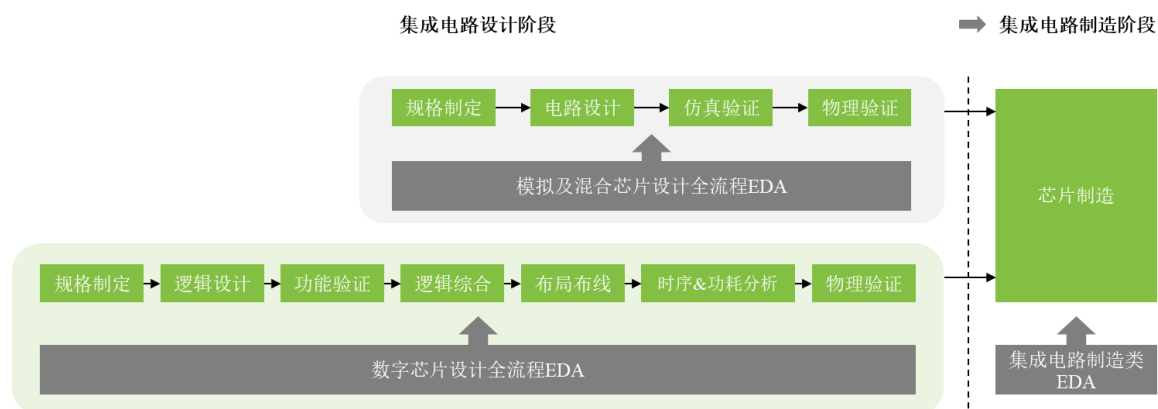 集成电路设计阶段
集成电路制造阶段
规格制定
电路设计
仿真验证
物理验证
模拟及混合芯片设计全流程EDA
芯片制造
规格制定
逻辑设计
功能验证
逻辑综合
布局布线
时序&功耗分析
物理验证
数字芯片设计全流程EDA
集成电路制造类
EDA